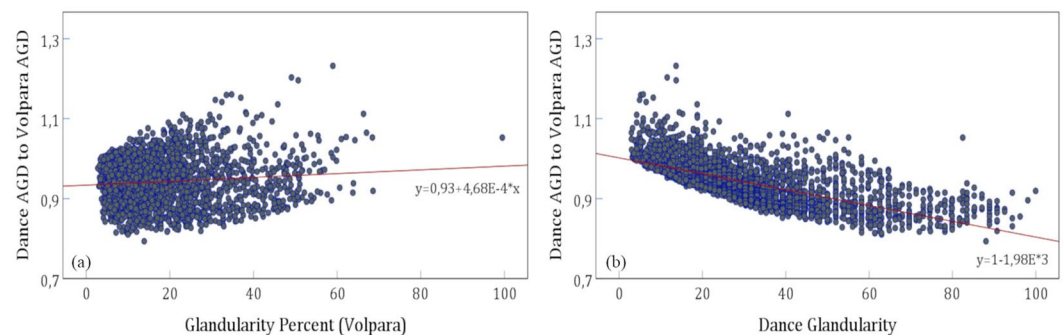 Dance AGD to Volpara AGD
1,3
1,1
0,9
0,7
(a)
y=0,93+4,68E-4*x
0 20 40 60 80 100
Glandularity Percent (Volpara)
Dance AGD to Volpara AGD
1,3
1,1
0,9
0,7
(b)
y=1-1,98E*3
0 20 40 60 80 100
Dance Glandularity